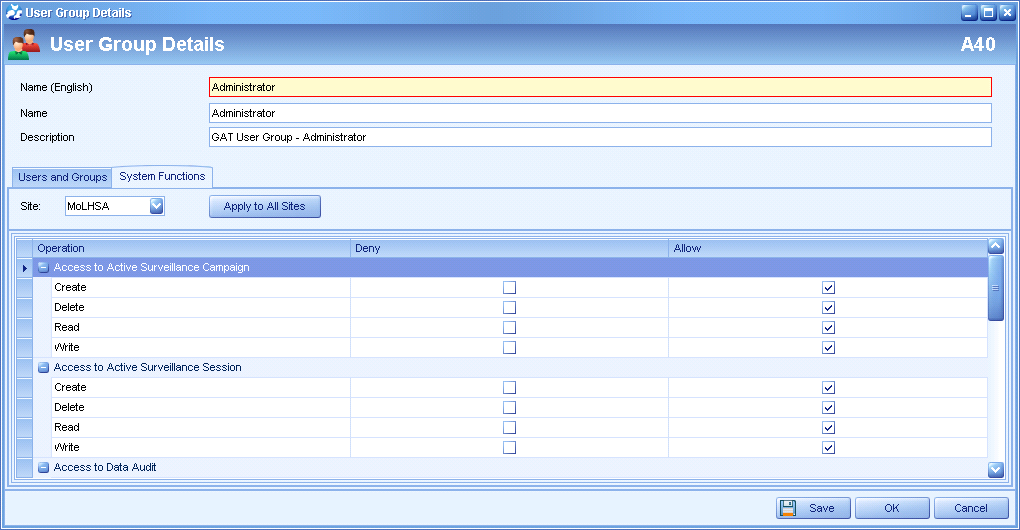 User Group Details
User Group Details A40
Name (English) Administrator
Name Administrator
Description GAT User Group - Administrator
Users and Groups System Functions
Site: MoLHSA Apply to All Sites
Operation Deny Allow
Access to Active Surveillance Campaign
Create
Delete
Read
Write
Access to Active Surveillance Session
Create
Delete
Read
Write
Access to Data Audit
Save OK Cancel